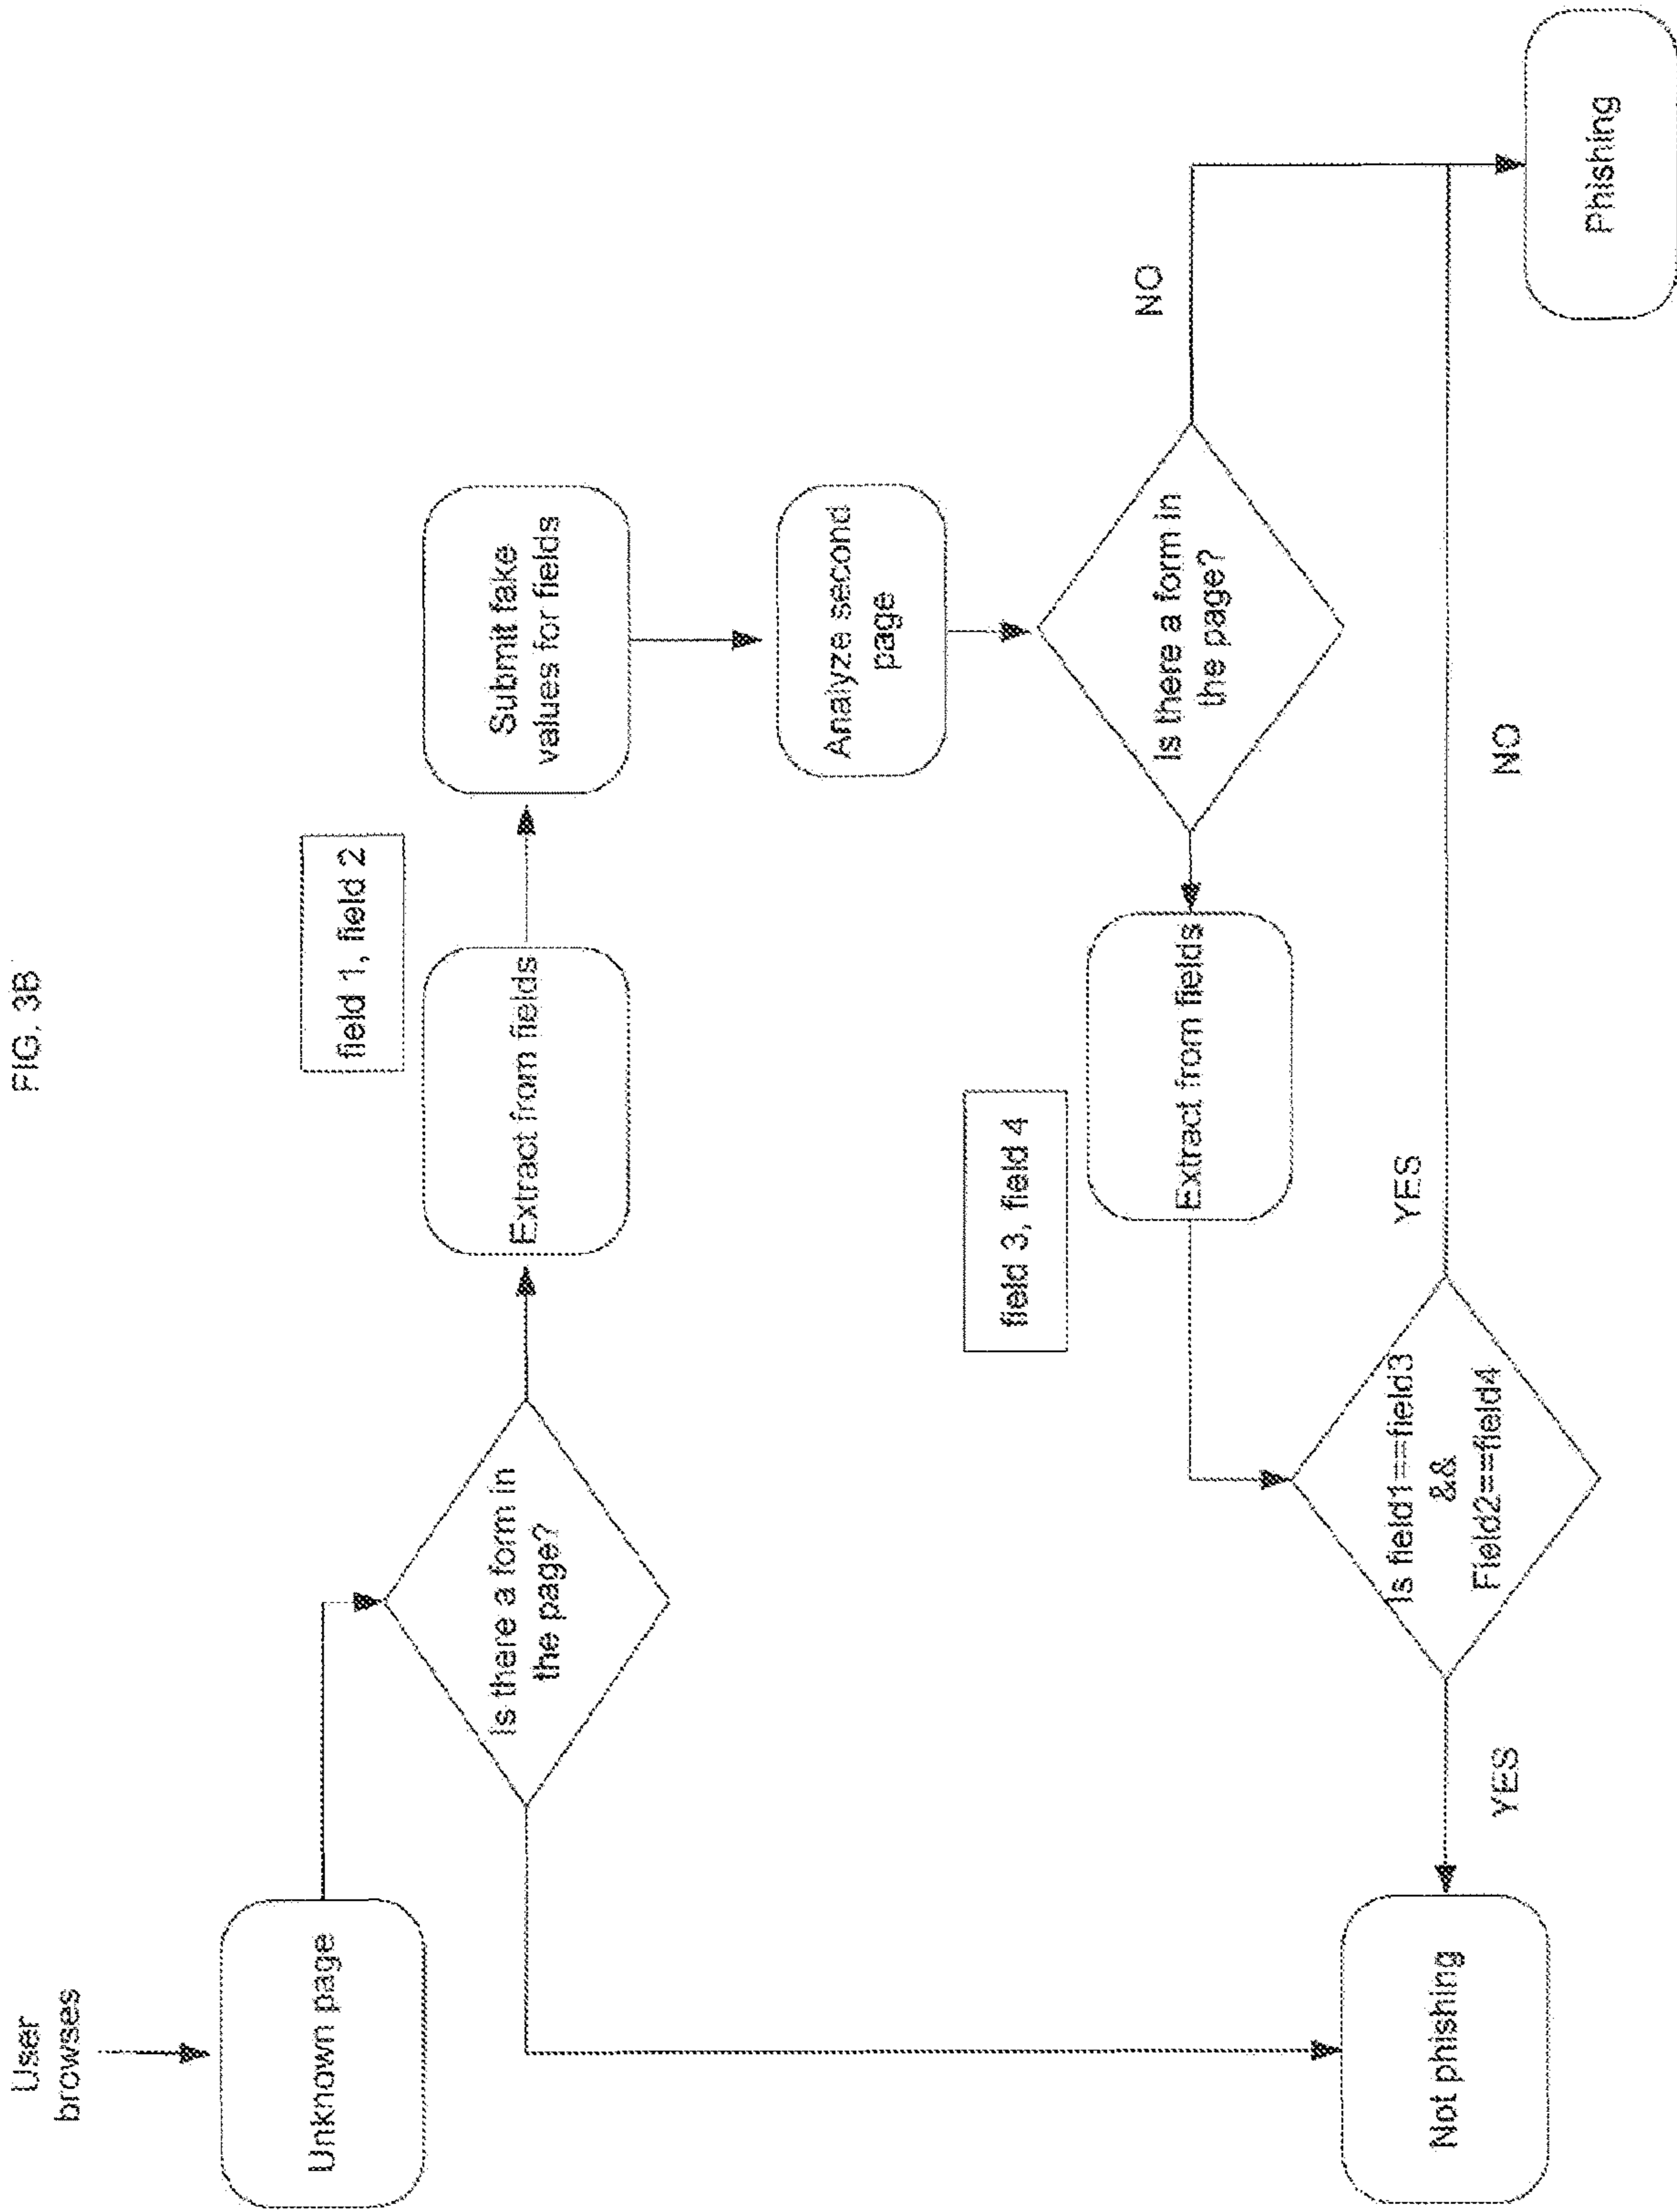 FIG. 3B
User
browses
Unknown page
Is there a form in
the page?
Extract from fields
field 1, field 2
Submit fake
values for fields
Analyze second
page
Is there a form in
the page?
NO
Extract from fields
field 3, field 4
Is field1==field3
&&
Field2==field4
YES
NO
YES
Not phishing
Phishing